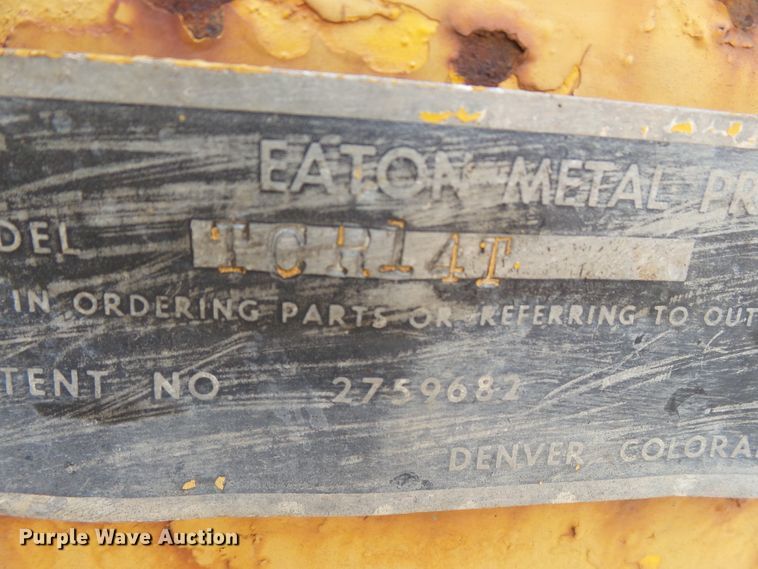 EATON METAL PR
DEL 1CR14T
IN ORDERING PARTS OR REFERRING TO OUT
TENT NO 2759682
DENVER, COLORA
Purple Wave Auction